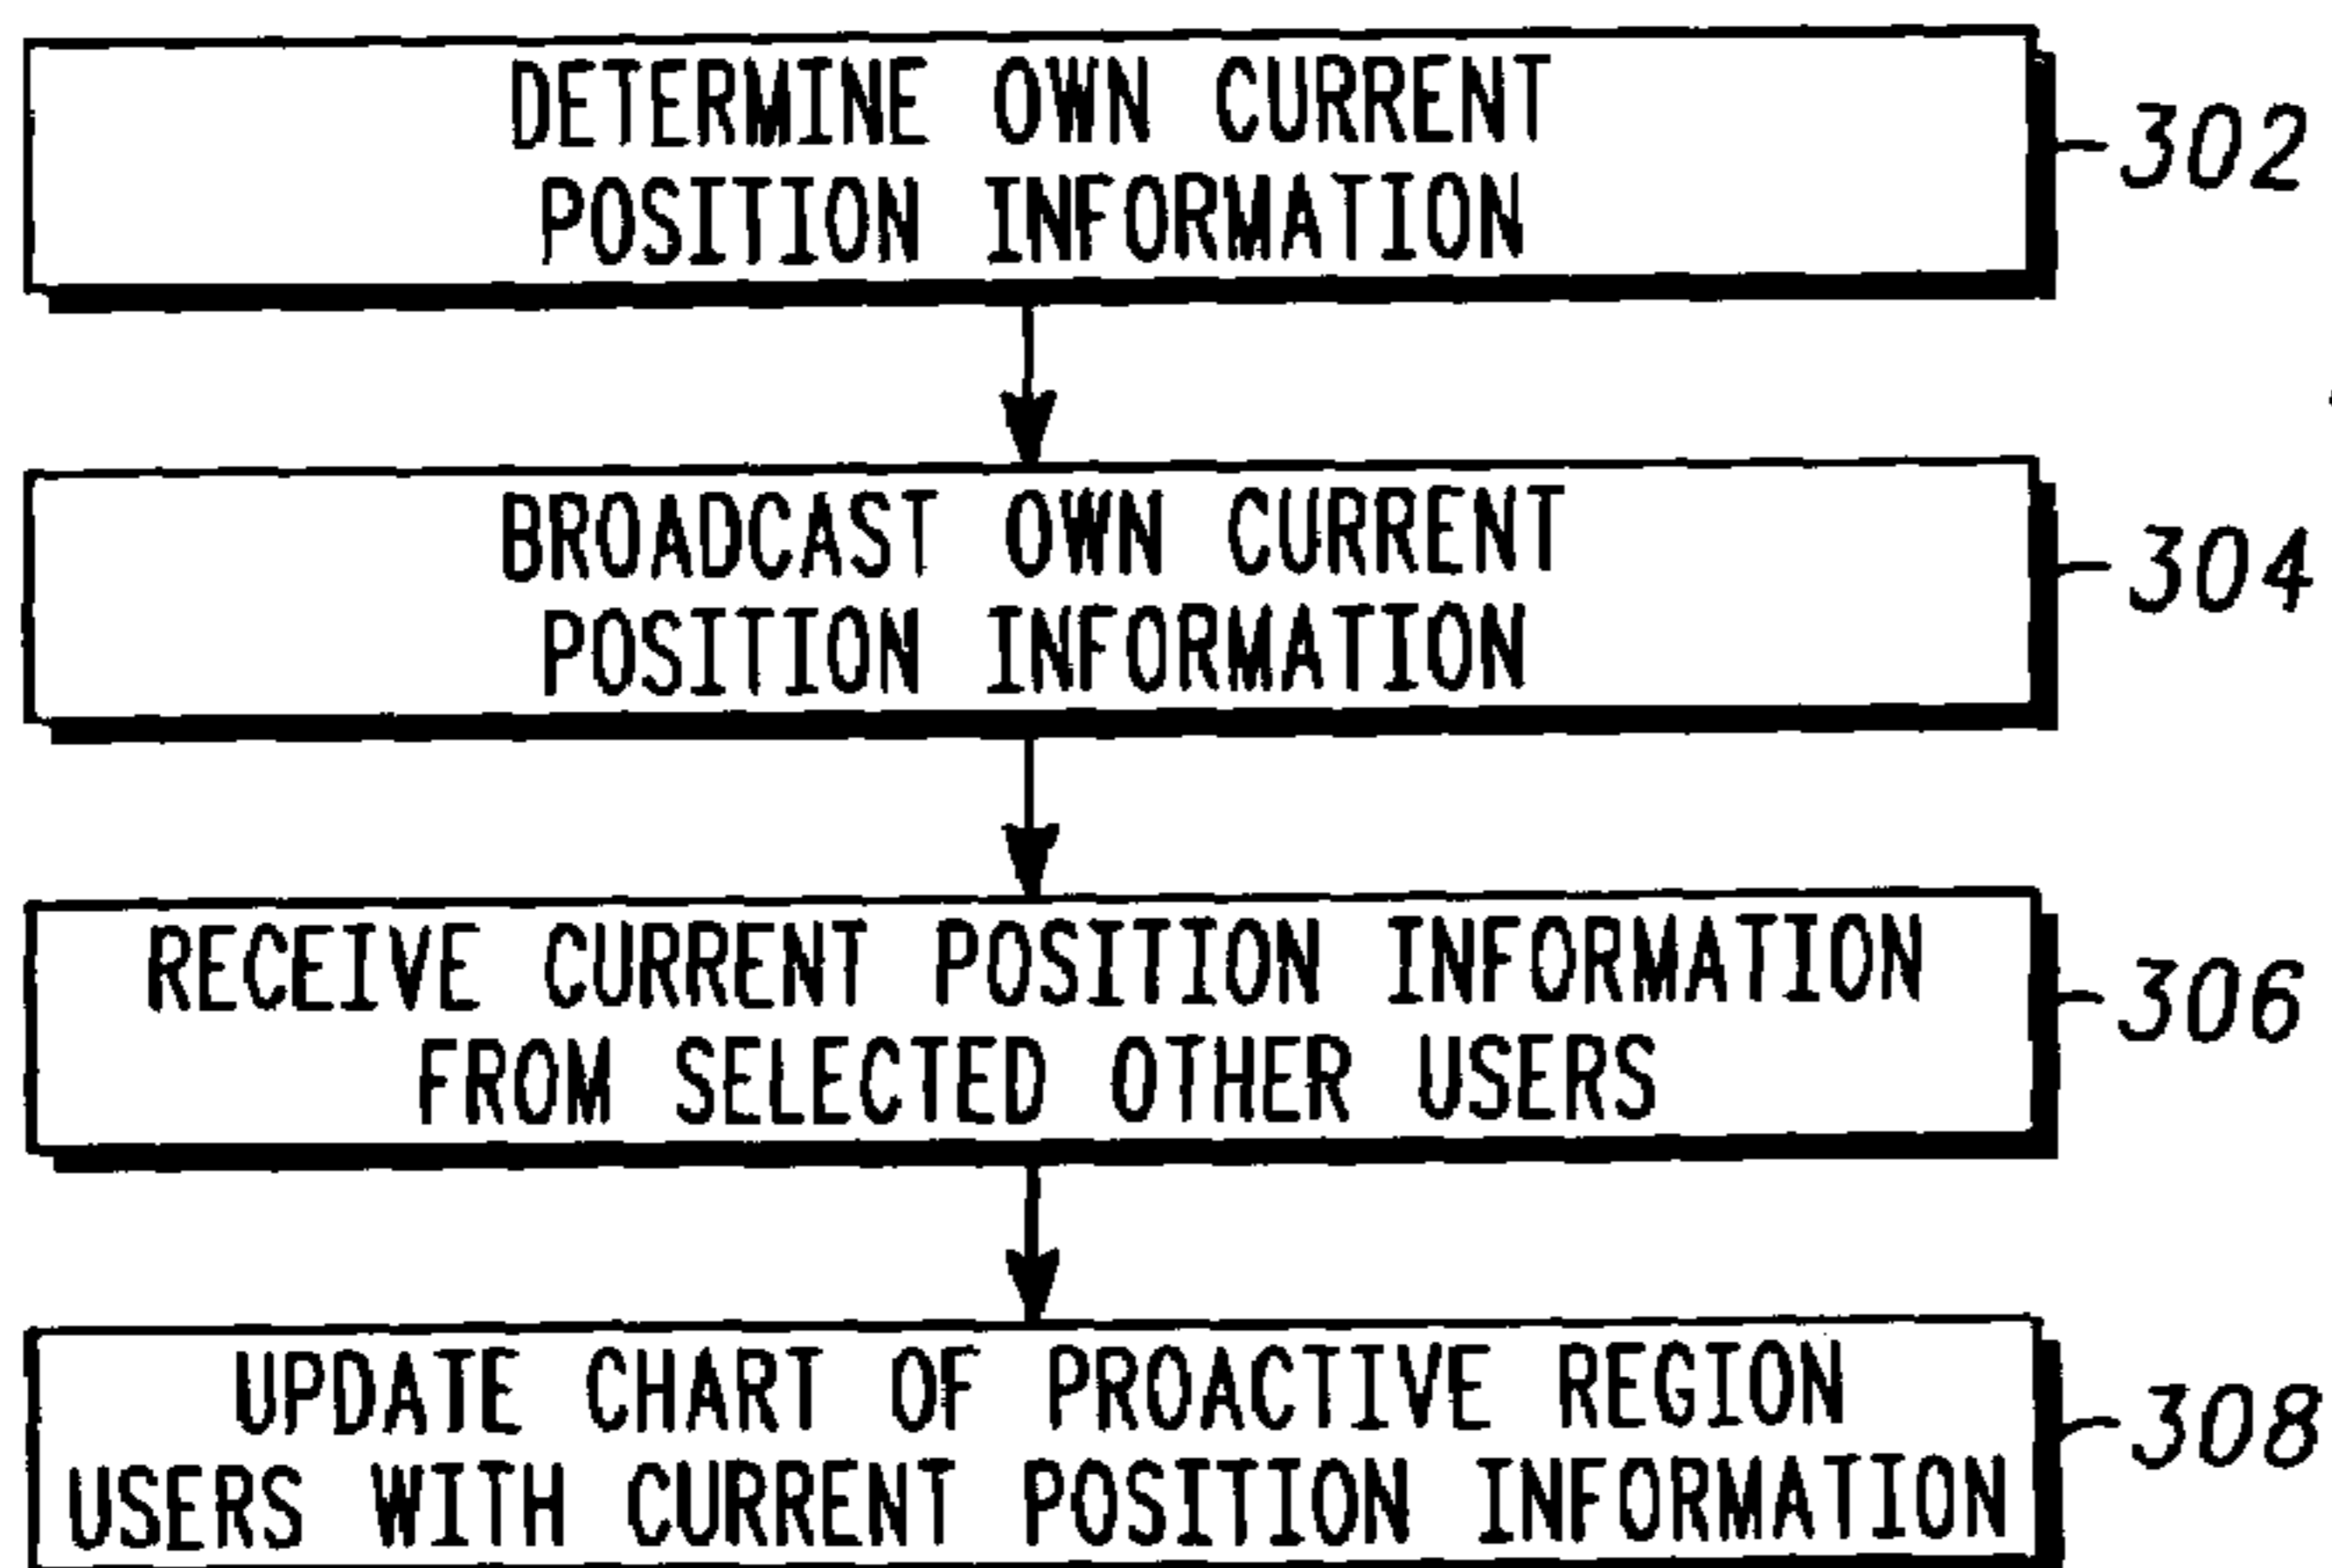 DETERMINE OWN CURRENT
POSITION INFORMATION
302
BROADCAST OWN CURRENT
POSITION INFORMATION
304
RECEIVE CURRENT POSITION INFORMATION
FROM SELECTED OTHER USERS
306
UPDATE CHART OF PROACTIVE REGION
USERS WITH CURRENT POSITION INFORMATION
308